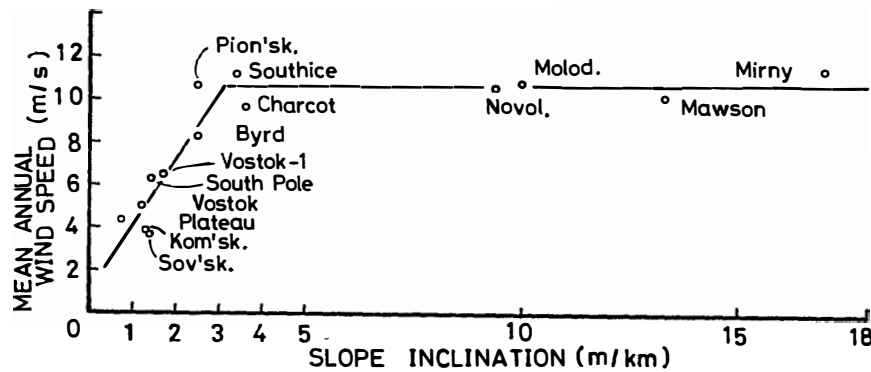 MEAN ANNUAL
WIND SPEED (m/s)
12
10
8
6
4
2
0
Pion'sk.
Southice
Charcot
Byrd
Vostok-1
South Pole
Vostok
Plateau
Kom'sk.
Sov'sk.
Molod.
Novol.
Mirny
Mawson
1 2 3 4 5 10 15 18
SLOPE INCLINATION (m/km)